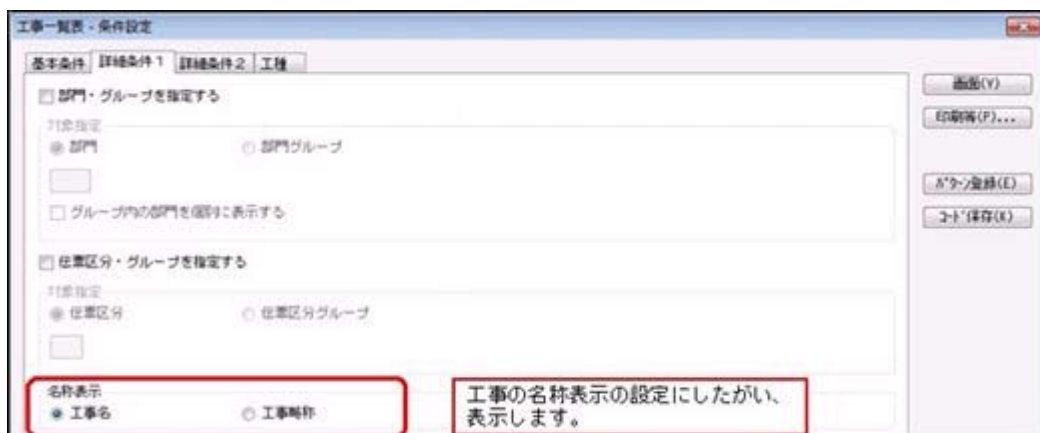 工事一覧表 - 条件設定
基本条件 詳細条件1 詳細条件2 工種
部門・グループを指定する
対象指定
部門 部門グループ
グループ内の部門を個別に表示する
伝票区分・グループを指定する
対象指定
伝票区分 伝票区分グループ
名称表示
工事名 工事略称
工事の名称表示の設定にしたがい、
表示します。
画面(V)
印刷等(P)...
ﾊﾟﾀｰﾝ登録(E)
ｺｰﾄﾞ保存(K)